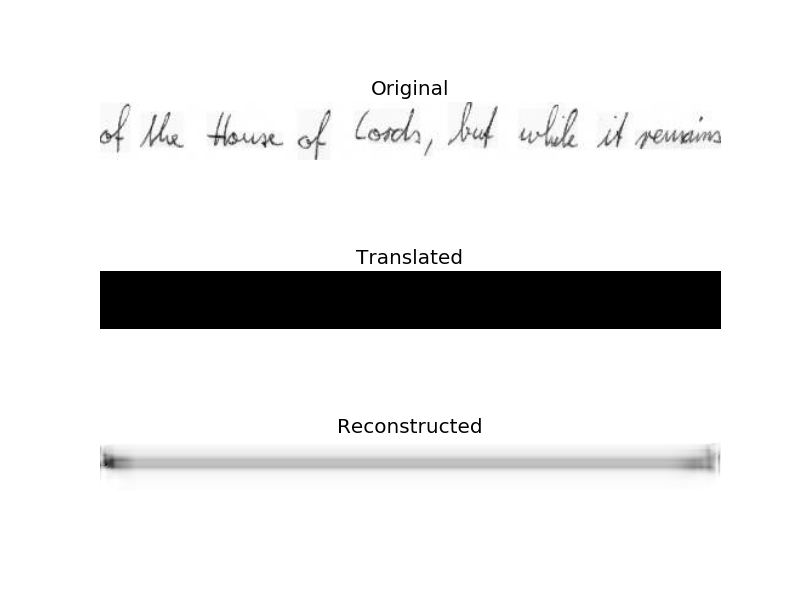 Original
of the House of Lords, but while it remains
Translated
Reconstructed